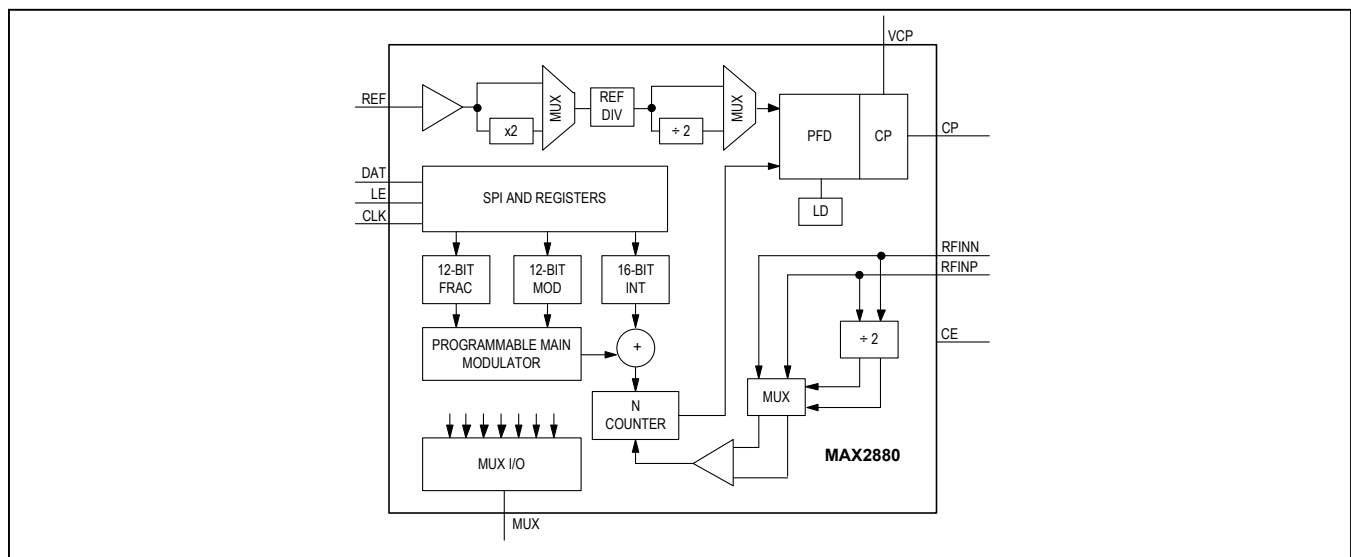 VCP
REF
x2
MUX
REF
DIV
÷ 2
MUX
PFD
CP
CP
LD
DAT
LE
CLK
SPI AND REGISTERS
12-BIT
FRAC
12-BIT
MOD
16-BIT
INT
RFINN
RFINP
÷ 2
CE
PROGRAMMABLE MAIN
MODULATOR
+
MUX
N
COUNTER
MAX2880
MUX I/O
MUX